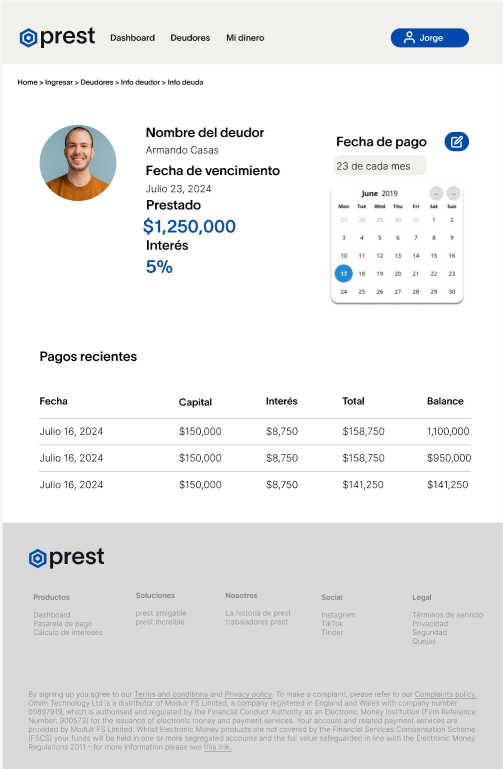 prest Dashboard Deudores Mi dinero Jorge
Home > Ingresar > Deudores > Info deudor > Info deuda
Nombre del deudor
Armando Casas
Fecha de vencimiento
Julio 23, 2024
Prestado
$1,250,000
Interés
5%
Fecha de pago
23 de cada mes
June 2019
Mon Tue Wed Thu Fri Sat Sun
27 28 29 30 31 1 2
3 4 5 6 7 8 9
10 11 12 13 14 15 16
17 18 19 20 21 22 23
24 25 26 27 28 29 30
Pagos recientes
Fecha Capital Interés Total Balance
Julio 16, 2024 $150,000 $8,750 $158,750 1,100,000
Julio 16, 2024 $150,000 $8,750 $158,750 $950,000
Julio 16, 2024 $150,000 $8,750 $141,250 $141,250
prest
Productos
Dashboard
Pasarela de pago
Cálculo de intereses
Soluciones
prest amigable
prest increíble
Nosotros
La historia de prest
trabajadores prest
Social
Instagram
TikTok
Tinder
Legal
Términos de servicio
Privacidad
Seguridad
Quejas
By signing up you agree to our Terms and conditions and Privacy policy. To make a complaint, please refer to our Complaints policy.
Omim Technology Ltd is a distributor of Modulr FS Limited, a company registered in England and Wales with company number
09897919, which is authorised and regulated by the Financial Conduct Authority as an Electronic Money Institution (Firm Reference
Number: 900573) for the issuance of electronic money and payment services. Your account and related payment services are
provided by Modulr FS Limited. Whilst Electronic Money products are not covered by the Financial Services Compensation Scheme
(FSCS) your funds will be held in one or more segregated accounts and the full value safeguarded in line with the Electronic Money
Regulations 2011 – for more information please see this link.